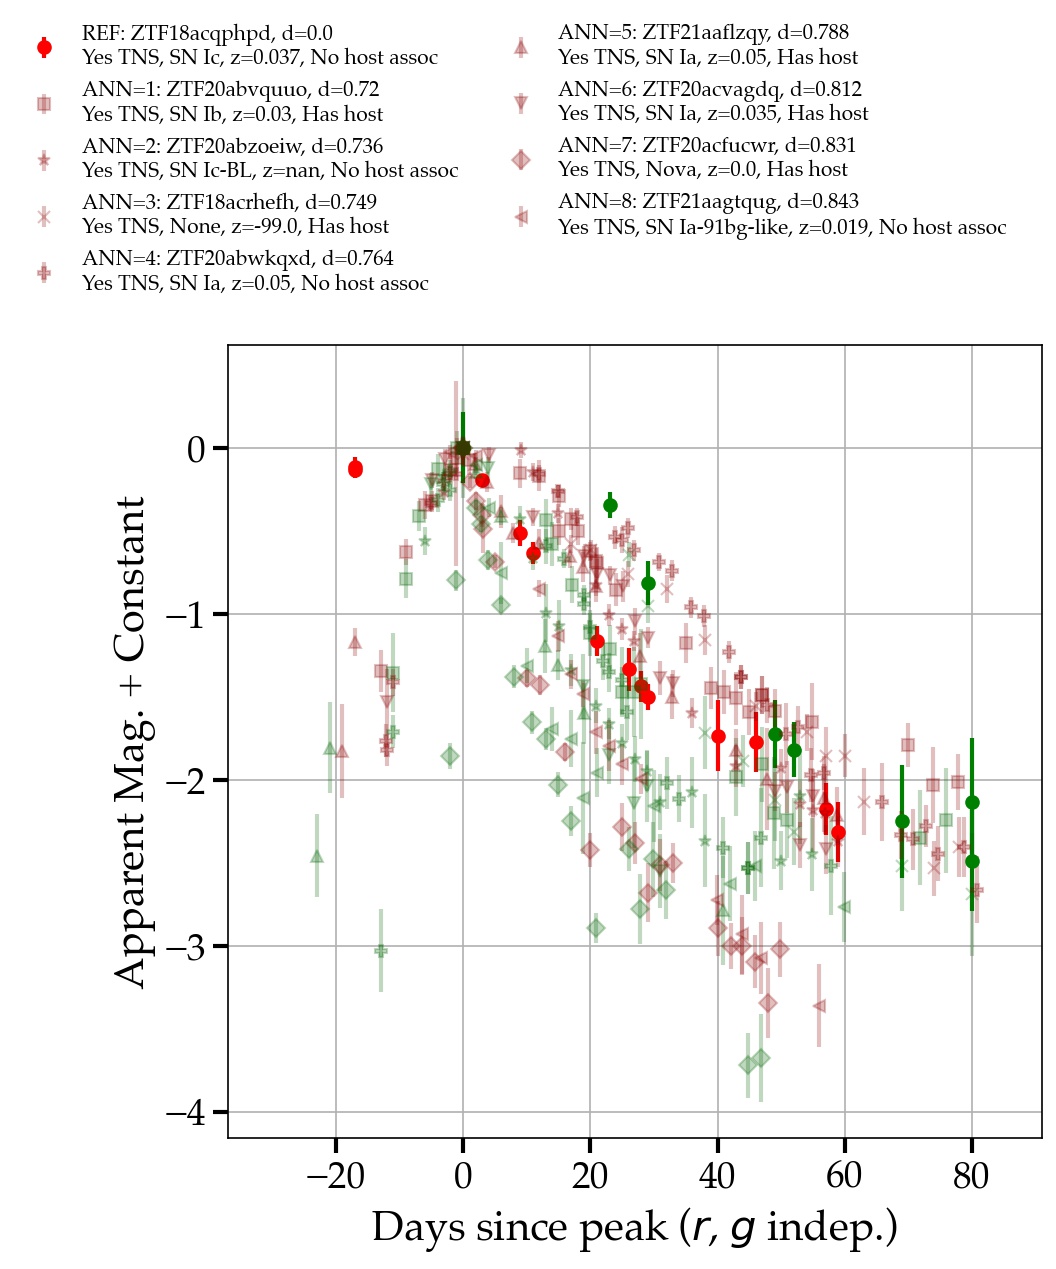 REF: ZTF18acqphpd, d=0.0
Yes TNS, SN Ic, z=0.037, No host assoc
ANN=1: ZTF20abvquuo, d=0.72
Yes TNS, SN Ib, z=0.03, Has host
ANN=2: ZTF20abzoeiw, d=0.736
Yes TNS, SN Ic-BL, z=nan, No host assoc
ANN=3: ZTF18acrhefh, d=0.749
Yes TNS, None, z=-99.0, Has host
ANN=4: ZTF20abwkqxd, d=0.764
Yes TNS, SN Ia, z=0.05, No host assoc
ANN=5: ZTF21aaflzqy, d=0.788
Yes TNS, SN Ia, z=0.05, Has host
ANN=6: ZTF20acvagdq, d=0.812
Yes TNS, SN Ia, z=0.035, Has host
ANN=7: ZTF20acfucwr, d=0.831
Yes TNS, Nova, z=0.0, Has host
ANN=8: ZTF21aagtqug, d=0.843
Yes TNS, SN Ia-91bg-like, z=0.019, No host assoc
Apparent Mag. + Constant
0
−1
−2
−3
−4
−20 0 20 40 60 80
Days since peak (r, g indep.)